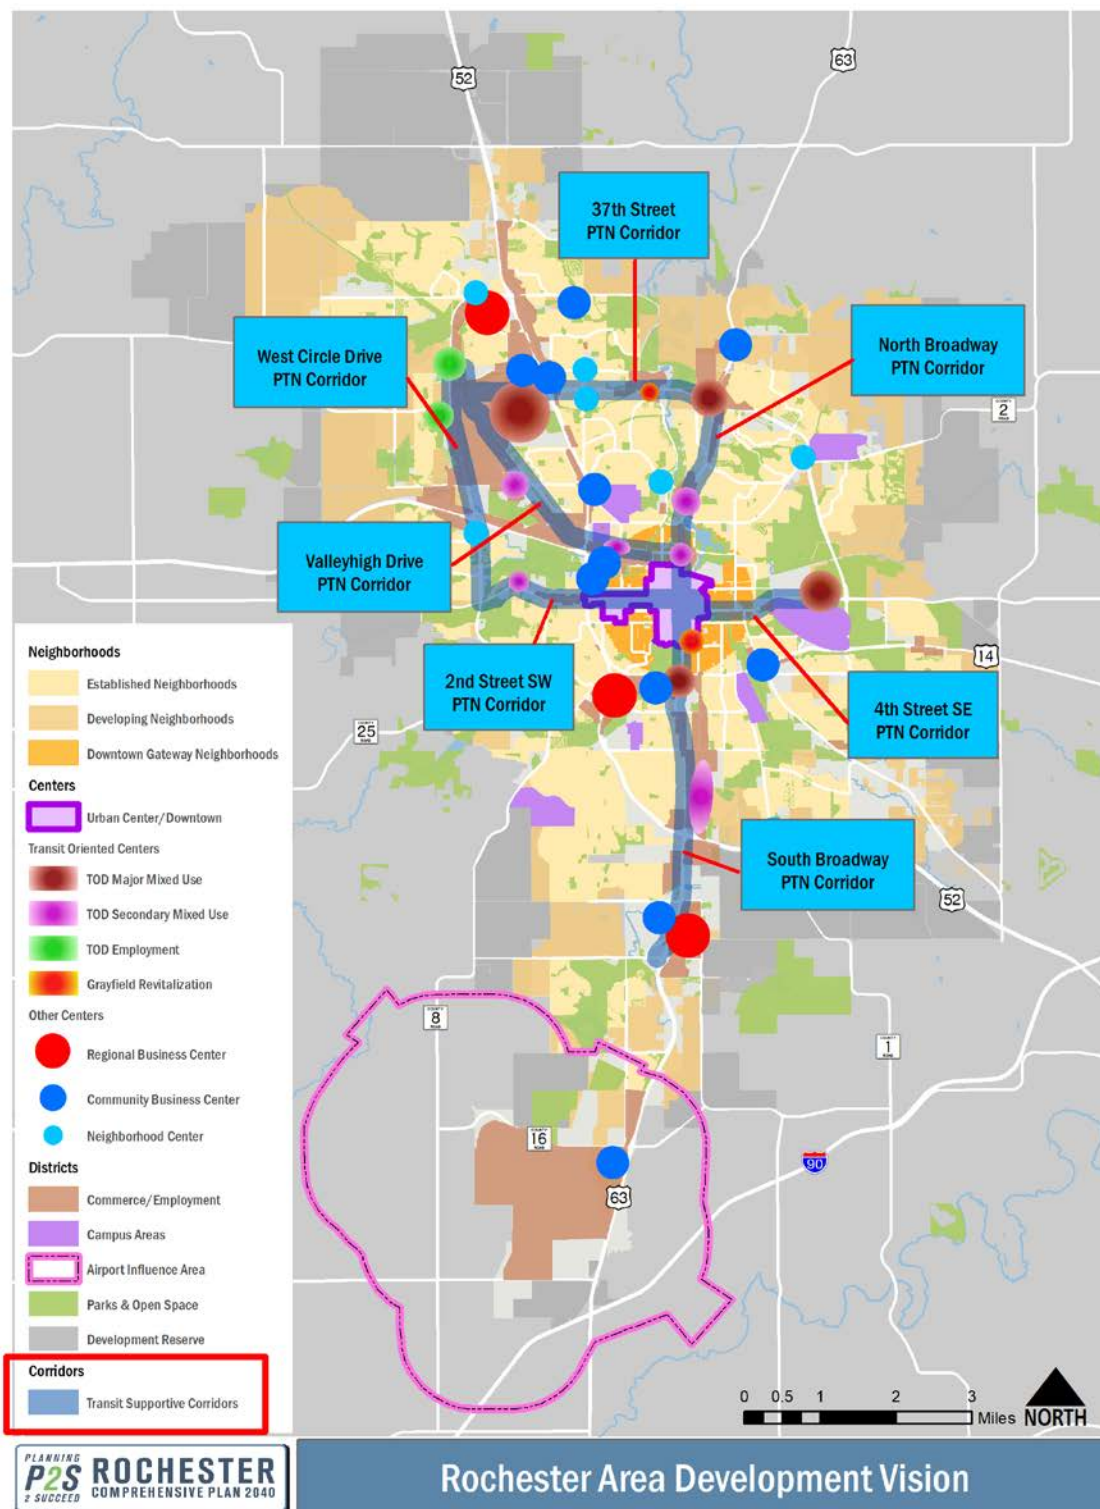 52
63
37th Street
PTN Corridor
West Circle Drive
PTN Corridor
North Broadway
PTN Corridor
COUNTY
2
Valleyhigh Drive
PTN Corridor
14
2nd Street SW
PTN Corridor
4th Street SE
PTN Corridor
COUNTY
25
South Broadway
PTN Corridor
52
8
1
COUNTY
16
90
63
Neighborhoods
Established Neighborhoods
Developing Neighborhoods
Downtown Gateway Neighborhoods
Centers
Urban Center/Downtown
Transit Oriented Centers
TOD Major Mixed Use
TOD Secondary Mixed Use
TOD Employment
Grayfield Revitalization
Other Centers
Regional Business Center
Community Business Center
Neighborhood Center
Districts
Commerce/Employment
Campus Areas
Airport Influence Area
Parks & Open Space
Development Reserve
Corridors
Transit Supportive Corridors
0 0.5 1 2 3
Miles
NORTH
PLANNING
P2S
2 SUCCEED
ROCHESTER
COMPREHENSIVE PLAN 2040
Rochester Area Development Vision